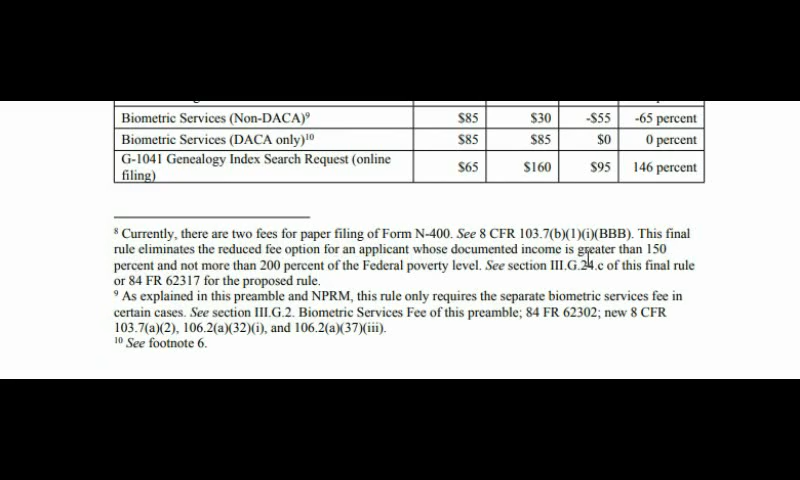 Biometric Services (Non-DACA)⁹ $85 $30 -$55 -65 percent
Biometric Services (DACA only)¹⁰ $85 $85 $0 0 percent
G-1041 Genealogy Index Search Request (online
filing) $65 $160 $95 146 percent
⁸ Currently, there are two fees for paper filing of Form N-400. See 8 CFR 103.7(b)(1)(i)(BBB). This final
rule eliminates the reduced fee option for an applicant whose documented income is greater than 150
percent and not more than 200 percent of the Federal poverty level. See section III.G.24.c of this final rule
or 84 FR 62317 for the proposed rule.
⁹ As explained in this preamble and NPRM, this rule only requires the separate biometric services fee in
certain cases. See section III.G.2. Biometric Services Fee of this preamble; 84 FR 62302; new 8 CFR
103.7(a)(2), 106.2(a)(32)(i), and 106.2(a)(37)(iii).
¹⁰ See footnote 6.